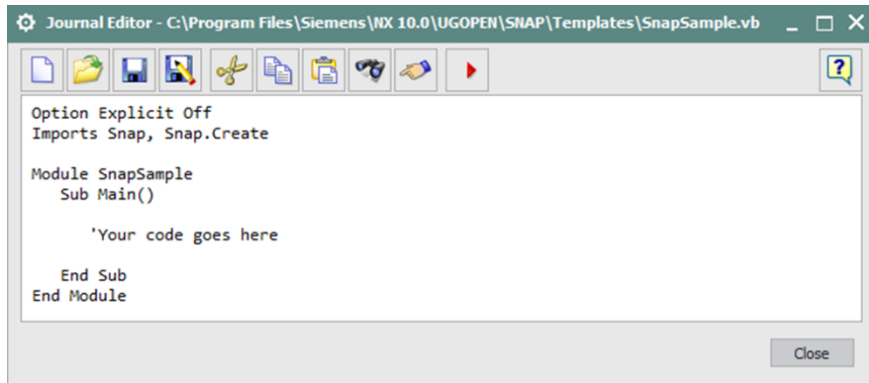 Journal Editor - C:\Program Files\Siemens\NX 10.0\UGOPEN\SNAP\Templates\SnapSample.vb
?
Option Explicit Off
Imports Snap, Snap.Create
Module SnapSample
Sub Main()
'Your code goes here
End Sub
End Module
Close